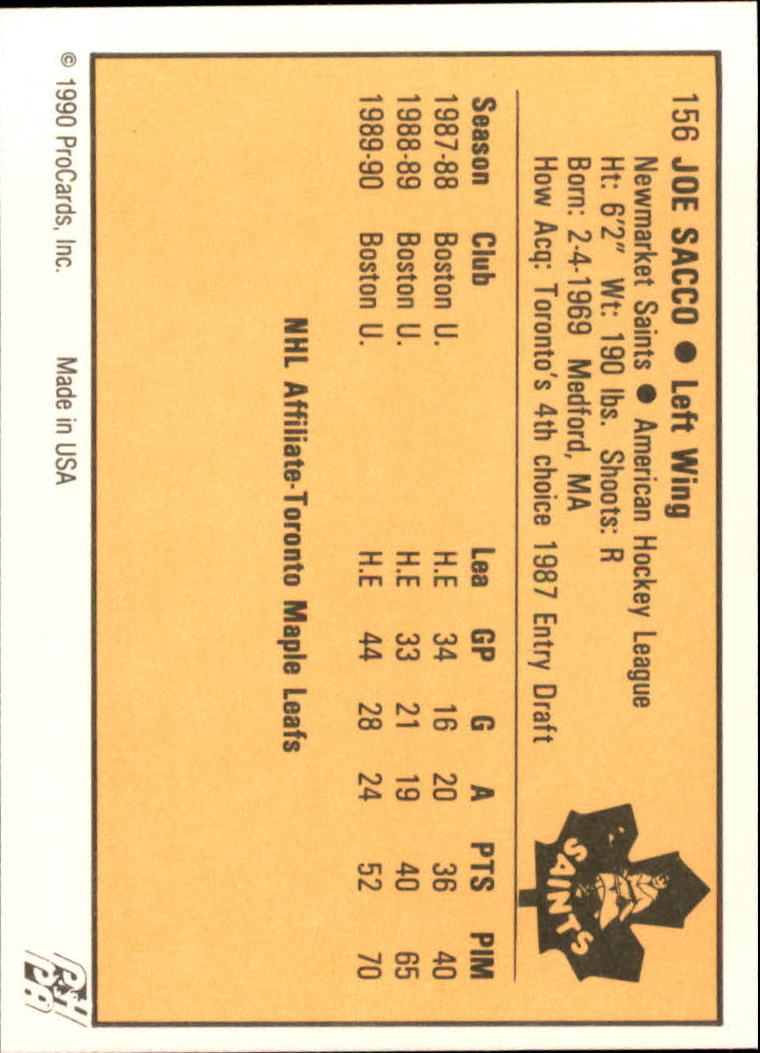 156 JOE SACCO ● Left Wing
Newmarket Saints ● American Hockey League
Ht: 6'2" Wt: 190 lbs. Shoots: R
Born: 2-4-1969 Medford, MA
How Acq: Toronto's 4th choice 1987 Entry Draft
SAINTS
Season Club Lea GP G A PTS PIM
1987-88 Boston U. H.E 34 16 20 36 40
1988-89 Boston U. H.E 33 21 19 40 65
1989-90 Boston U. H.E 44 28 24 52 70
NHL Affiliate-Toronto Maple Leafs
© 1990 ProCards, Inc. Made in USA